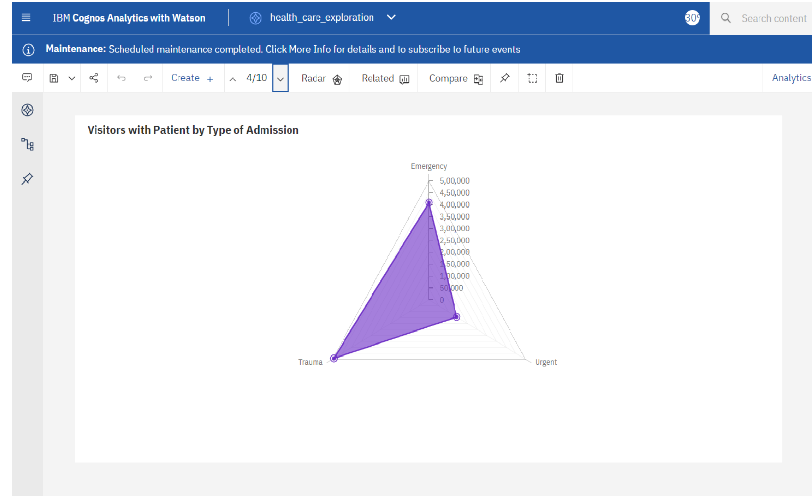 IBM Cognos Analytics with Watson
health_care_exploration
309
Search content
Maintenance: Scheduled maintenance completed. Click More Info for details and to subscribe to future events
Create +
4/10
Radar
Related
Compare
Analytics
Visitors with Patient by Type of Admission
Emergency
5,00,000
4,50,000
4,00,000
3,50,000
3,00,000
2,50,000
2,00,000
1,50,000
1,00,000
50,000
0
Trauma
Urgent